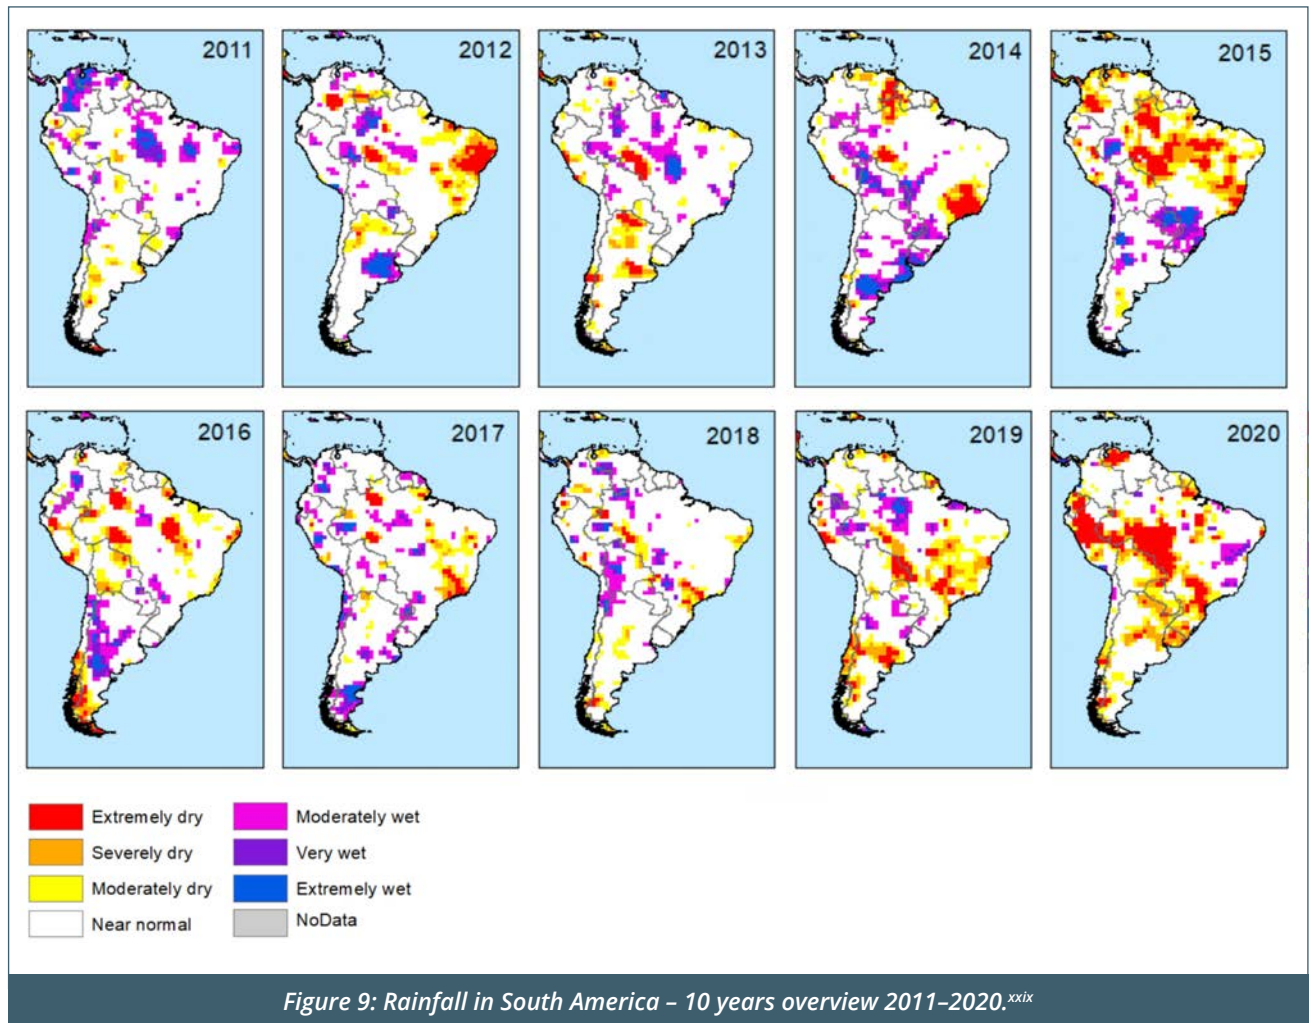 2011
2012
2013
2014
2015
2016
2017
2018
2019
2020
Extremely dry
Severely dry
Moderately dry
Near normal
Moderately wet
Very wet
Extremely wet
NoData
Figure 9: Rainfall in South America – 10 years overview 2011–2020.xxix